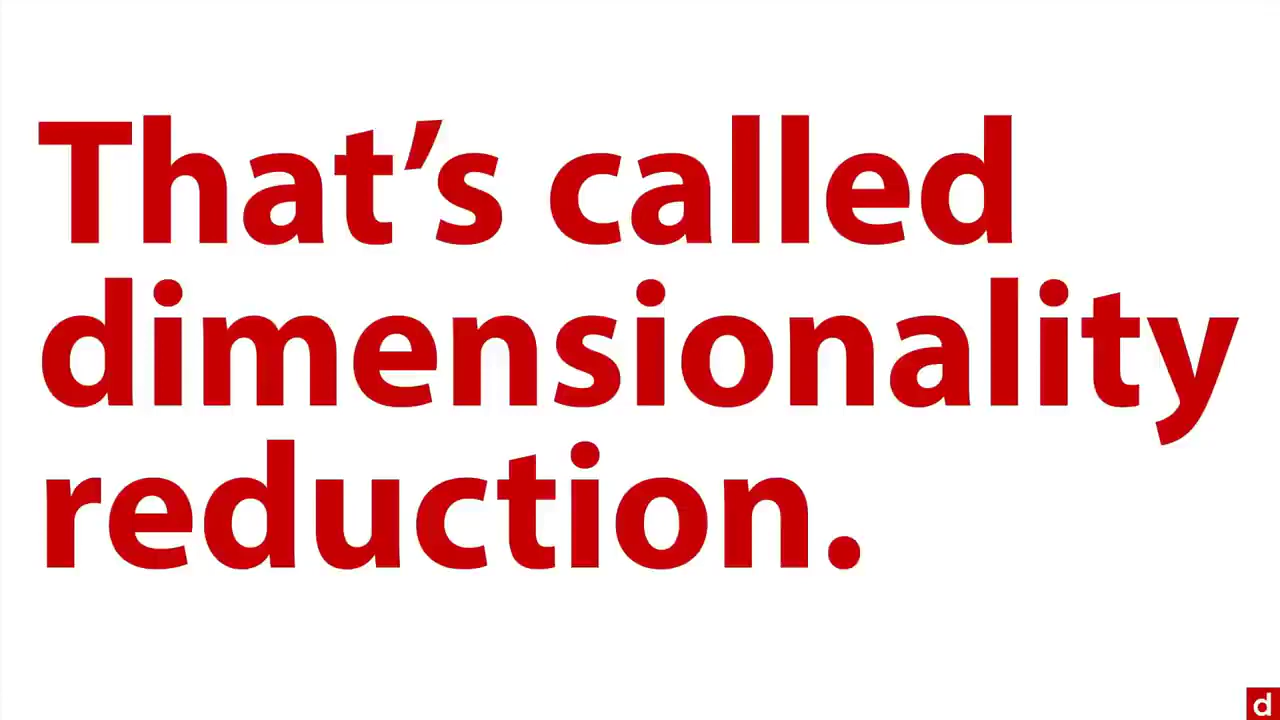 That’s called
dimensionality
reduction.
d